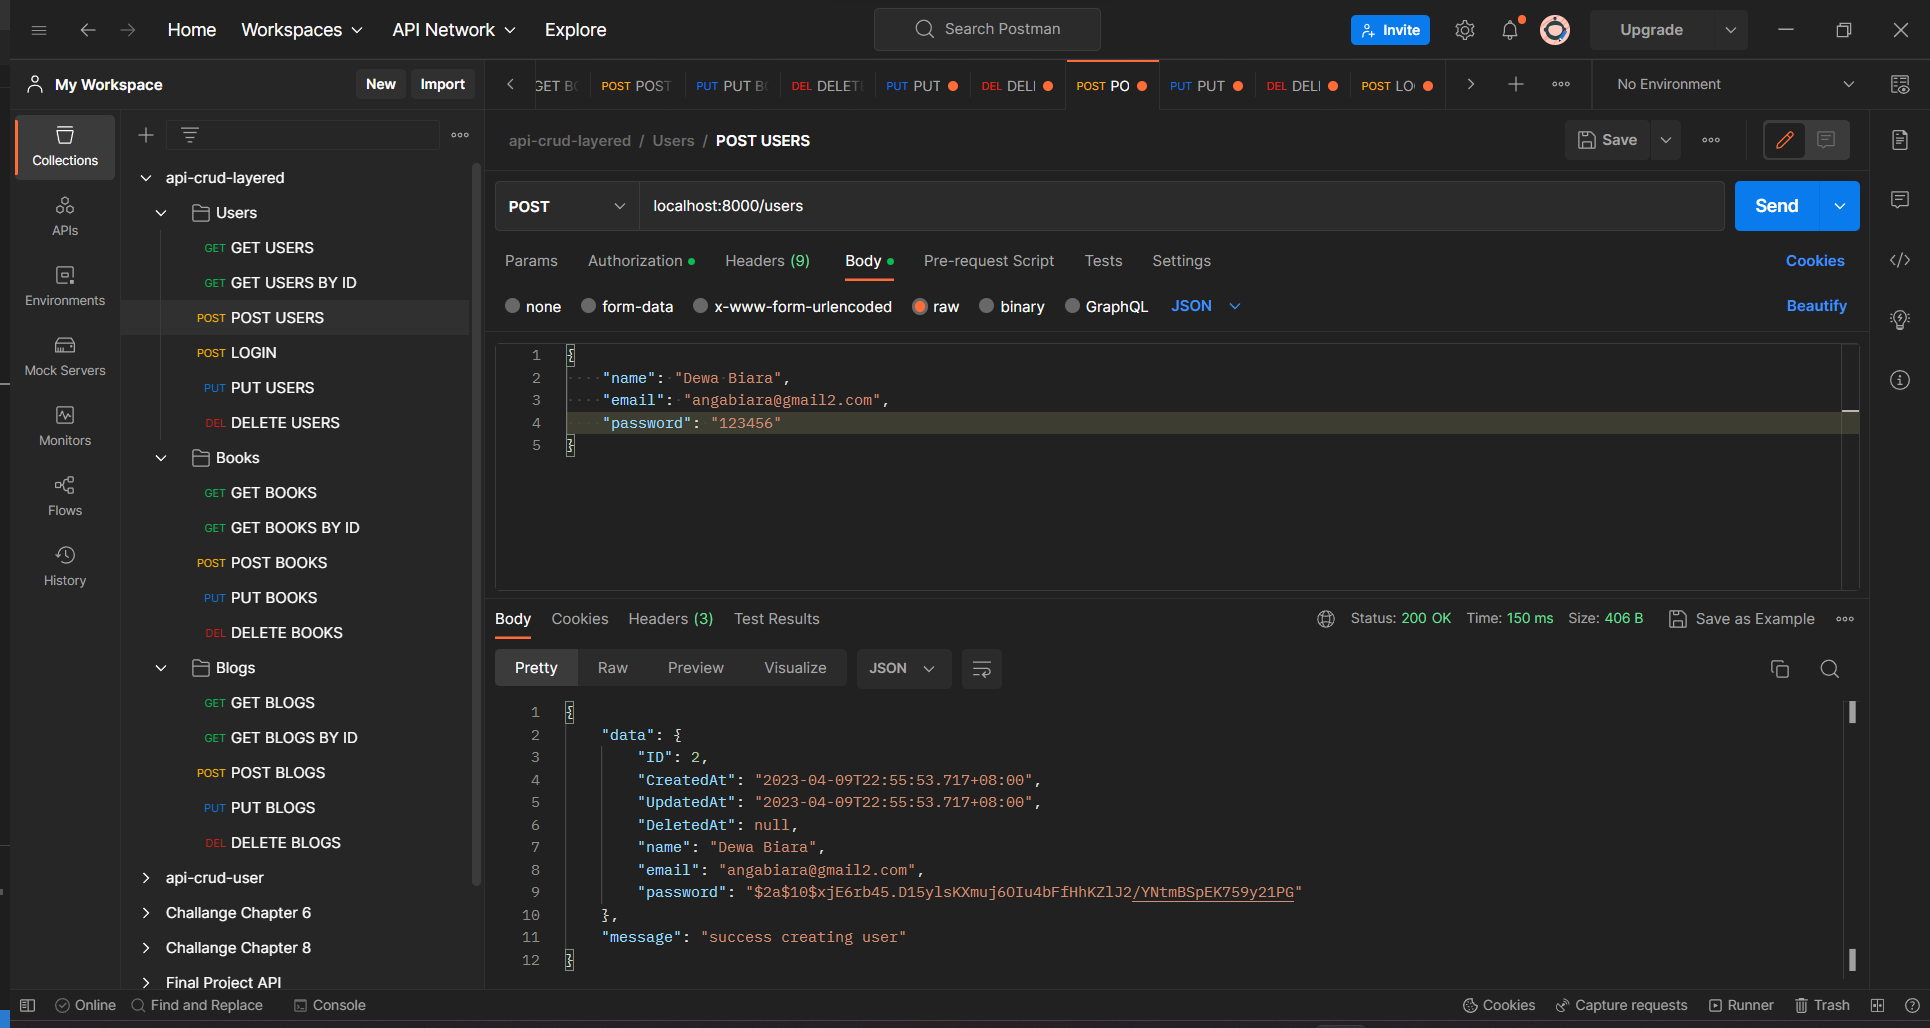 Home Workspaces API Network Explore Search Postman Invite Upgrade
My Workspace New Import GET BO POST POST PUT PUT B DEL DELET PUT PUT DEL DELI POST PO PUT PUT DEL DELI POST LO No Environment
Collections
APIs
Environments
Mock Servers
Monitors
Flows
History
api-crud-layered
Users
GET GET USERS
GET GET USERS BY ID
POST POST USERS
POST LOGIN
PUT PUT USERS
DEL DELETE USERS
Books
GET GET BOOKS
GET GET BOOKS BY ID
POST POST BOOKS
PUT PUT BOOKS
DEL DELETE BOOKS
Blogs
GET GET BLOGS
GET GET BLOGS BY ID
POST POST BLOGS
PUT PUT BLOGS
DEL DELETE BLOGS
api-crud-user
Challange Chapter 6
Challange Chapter 8
Final Project API
api-crud-layered / Users / POST USERS Save
POST localhost:8000/users Send
Params Authorization Headers (9) Body Pre-request Script Tests Settings Cookies
none form-data x-www-form-urlencoded raw binary GraphQL JSON Beautify
1 {
2 "name": "Dewa Biara",
3 "email": "angabiara@gmail2.com",
4 "password": "123456"
5 }
Body Cookies Headers (3) Test Results Status: 200 OK Time: 150 ms Size: 406 B Save as Example
Pretty Raw Preview Visualize JSON
1 {
2 "data": {
3 "ID": 2,
4 "CreatedAt": "2023-04-09T22:55:53.717+08:00",
5 "UpdatedAt": "2023-04-09T22:55:53.717+08:00",
6 "DeletedAt": null,
7 "name": "Dewa Biara",
8 "email": "angabiara@gmail2.com",
9 "password": "$2a$10$xjE6rb45.D15ylsKXmuj6OIu4bFfHhKZlJ2/YNtmBSpEK759y21PG"
10 },
11 "message": "success creating user"
12 }
Online Find and Replace Console Cookies Capture requests Runner Trash